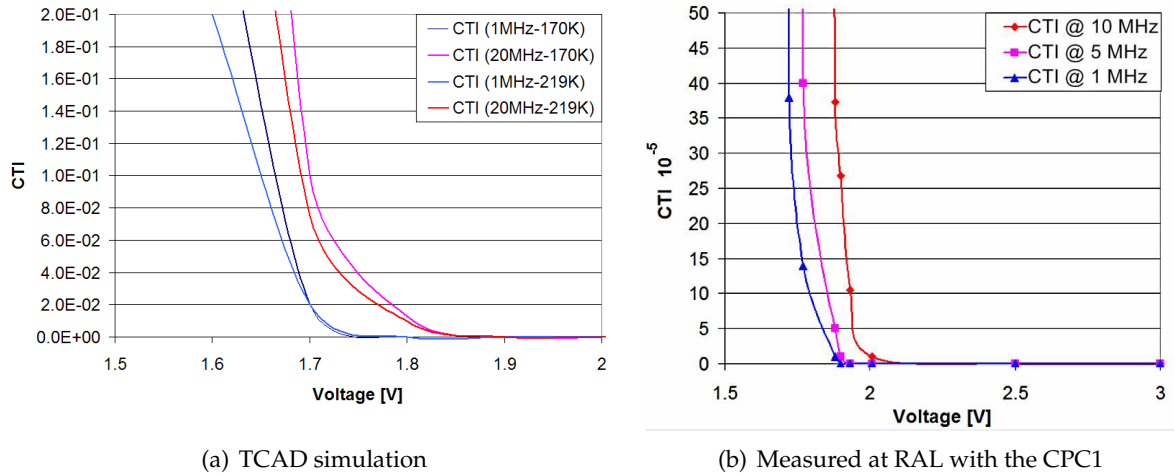 2.0E-01
1.8E-01
1.6E-01
1.4E-01
1.2E-01
1.0E-01
8.0E-02
6.0E-02
4.0E-02
2.0E-02
0.0E+00
CTI
1.5
1.6
1.7
1.8
1.9
2
Voltage [V]
CTI (1MHz-170K)
CTI (20MHz-170K)
CTI (1MHz-219K)
CTI (20MHz-219K)
(a) TCAD simulation
50
45
40
35
30
25
20
15
10
5
0
CTI 10⁻⁵
1.5
2
2.5
3
Voltage [V]
CTI @ 10 MHz
CTI @ 5 MHz
CTI @ 1 MHz
(b) Measured at RAL with the CPC1